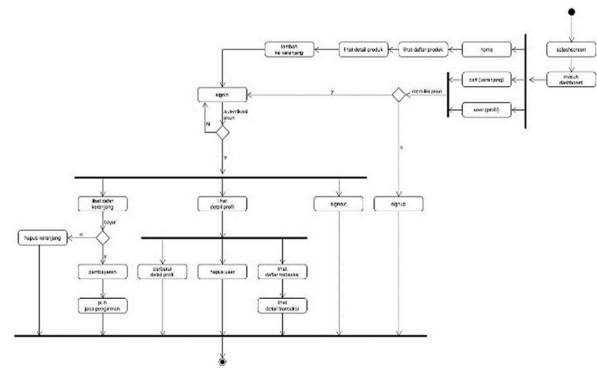 tambah
ke keranjang
lihat detail produk
lihat daftar produk
home
splashscreen
masuk
dashboard
cart (keranjang)
user (profil)
memiliki akun
y
signin
autentikasi
akun
N
y
n
lihat daftar
keranjang
lihat
detail profil
signout
signup
bayar
n
y
hapus keranjang
pembayaran
perbarui
detail profil
hapus user
lihat
daftar transaksi
pilih
jasa pengiriman
lihat
detail transaksi